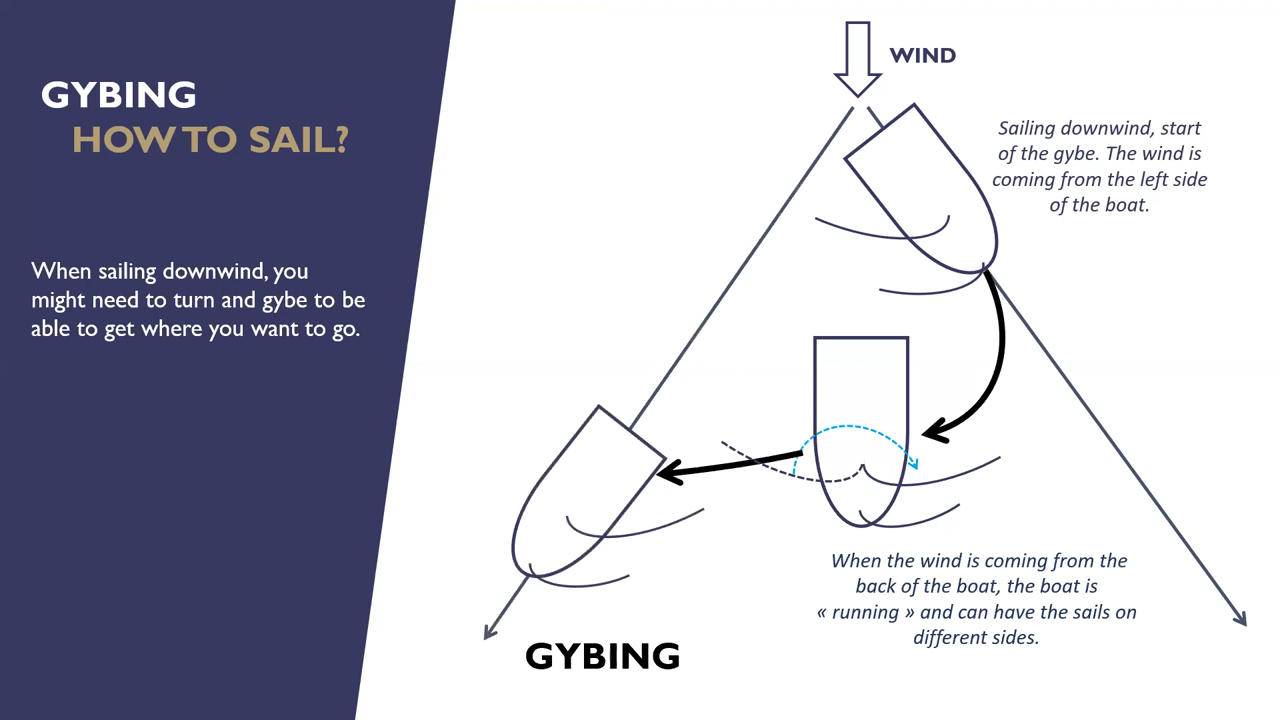 GYBING
HOW TO SAIL?
When sailing downwind, you
might need to turn and gybe to be
able to get where you want to go.
WIND
Sailing downwind, start
of the gybe. The wind is
coming from the left side
of the boat.
When the wind is coming from the
back of the boat, the boat is
« running » and can have the sails on
different sides.
GYBING